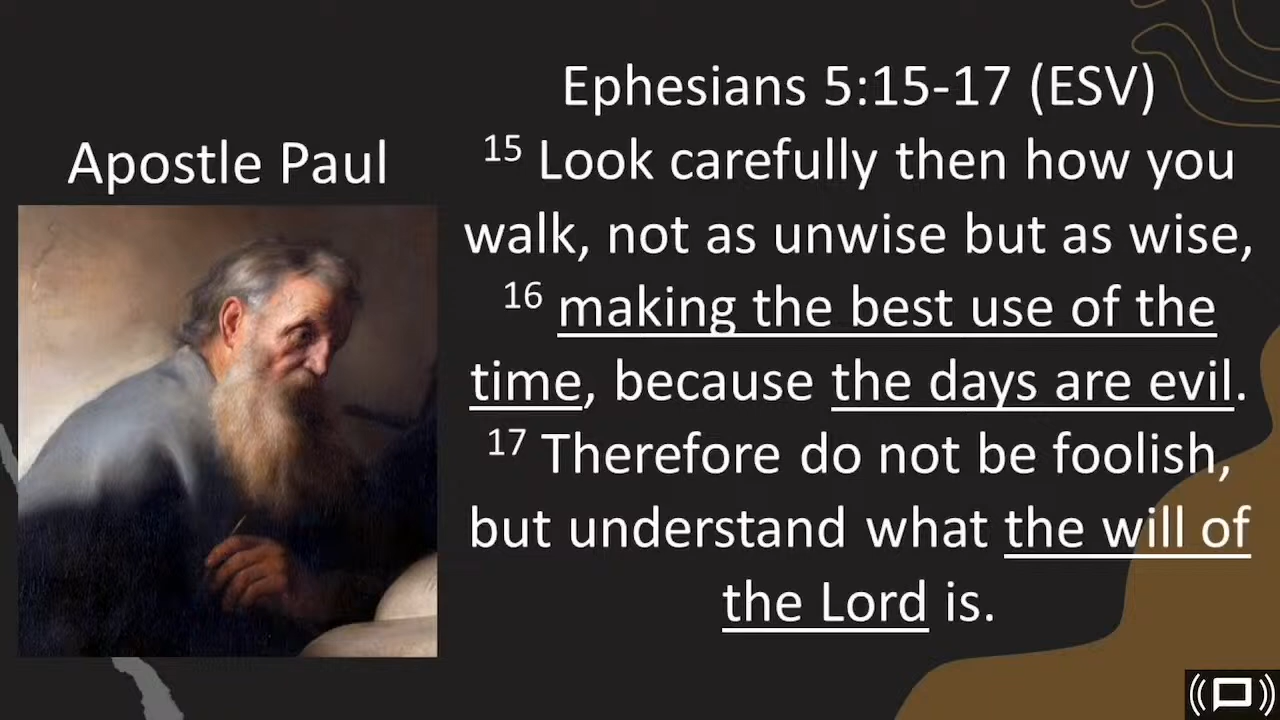 Apostle Paul
Ephesians 5:15-17 (ESV)
15 Look carefully then how you
walk, not as unwise but as wise,
16 making the best use of the
time, because the days are evil.
17 Therefore do not be foolish,
but understand what the will of
the Lord is.